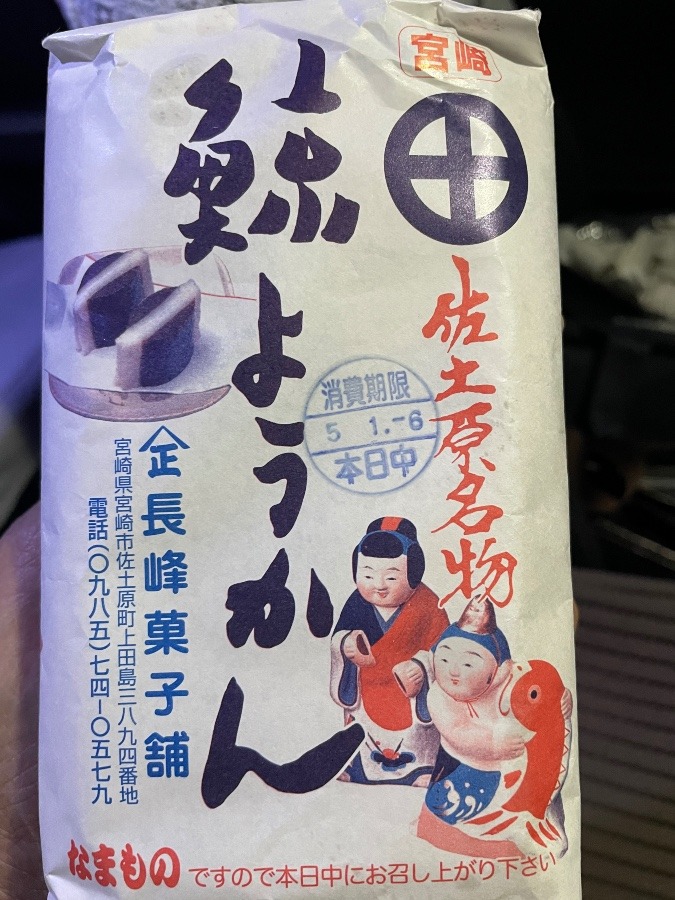 宮崎
佐土原名物
鯨ようかん
消費期限
5 1.-6
本日中
正長峰菓子舗
宮崎県宮崎市佐土原町上田島三八九四番地
電話(〇九八五)七四-〇五七九
なまものですので本日中にお召し上がり下さい